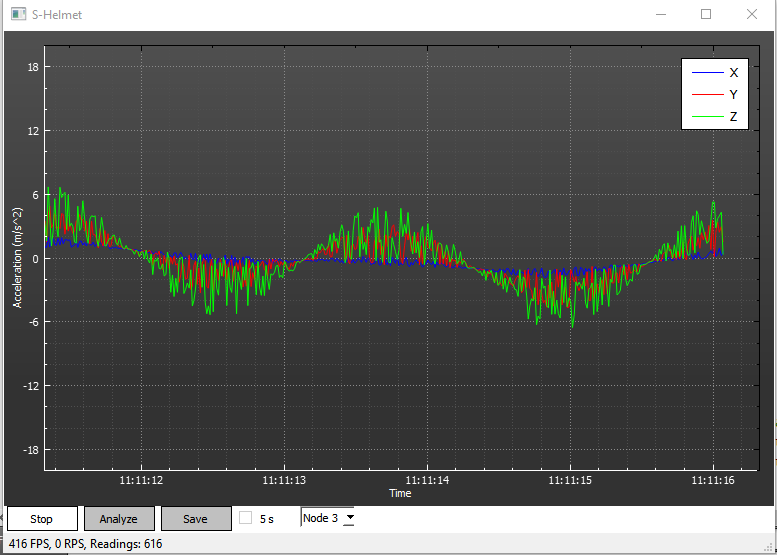 S-Helmet
18
12
6
0
-6
-12
-18
Acceleration (m/s^2)
X
Y
Z
11:11:12 11:11:13 11:11:14 11:11:15 11:11:16
Time
Stop Analyze Save 5 s Node 3
416 FPS, 0 RPS, Readings: 616